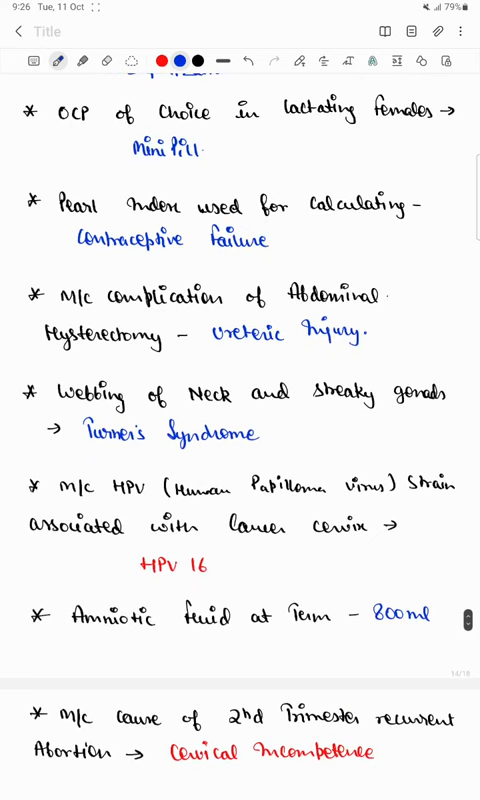 9:26 Tue, 11 Oct
79%
Title
* OCP of Choice in lactating females →
Mini Pill.
* Pearl Index used for Calculating -
Contraceptive Failure
* M/C complication of Abdominal
Hysterectomy - Ureteric Injury.
* Webbing of Neck and Streaky gonads
→ Turner's Syndrome
* M/C HPV (Human Papilloma Virus) Strain
associated with Cancer Cervix →
HPV 16
* Amniotic fluid at Term - 800ml
14/18
* M/C Cause of 2nd Trimester recurrent
Abortion → Cervical Incompetence